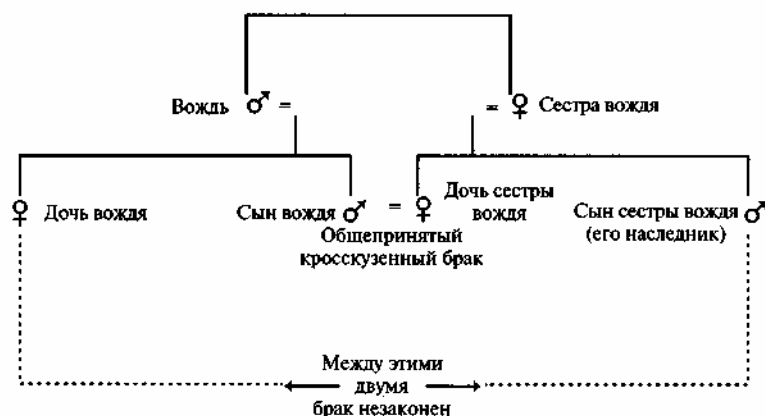 Вождь ♂ =
= ♀ Сестра вождя
♀ Дочь вождя
Сын вождя ♂ = ♀ Дочь сестры
вождя
Общепринятый
кросскузенный брак
Сын сестры вождя ♂
(его наследник)
Между этими
двумя
брак незаконен